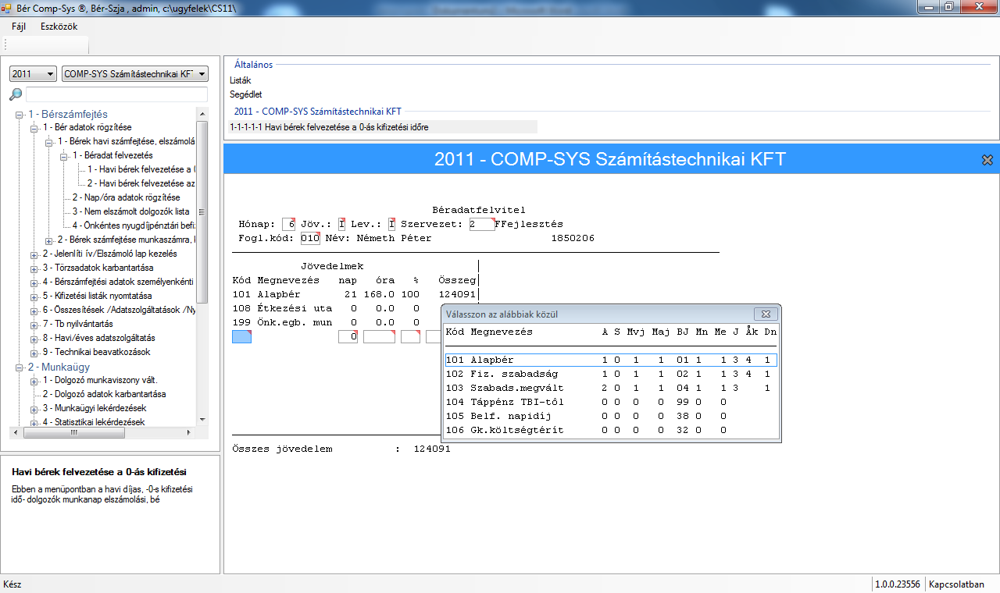 Bér Comp-Sys ®, Bér-Szja , admin, c:\ugyfelek\CS11\
Fájl Eszközök
2011 COMP-SYS Számítástechnikai KFT
1 - Bérszámfejtés
1 - Bér adatok rögzítése
1 - Bérek havi számfejtése, elszámolá
1 - Béradat felvezetés
1 - Havi bérek felvezetése a
2 - Havi bérek felvezetése az
2 - Nap/óra adatok rögzítése
3 - Nem elszámolt dolgozók lista
4 - Önkéntes nyugdíjpénztári befi
2 - Bérek számfejtése munkaszámra,
2 - Jelenlíti ív/Elszámoló lap kezelés
3 - Törzsadatok karbantartása
4 - Bérszámfejtési adatok személyenkénti
5 - Kifizetési listák nyomtatása
6 - Összesítések /Adatszolgáltatások /Ny
7 - Tb nyilvántartás
8 - Havi/éves adatszolgáltatás
9 - Technikai beavatkozások
2 - Munkaügy
1 - Dolgozó munkaviszony vált.
2 - Dolgozó adatok karbantartása
3 - Munkaügyi lekérdezések
4 - Statisztikai lekérdezések
Havi bérek felvezetése a 0-ás kifizetési
Ebben a menüpontban a havi díjas, -0-s kifizetési
idő- dolgozók munkanap elszámolási, bé
Általános
Listák
Segédlet
2011 - COMP-SYS Számítástechnikai KFT
1-1-1-1-1 Havi bérek felvezetése a 0-ás kifizetési időre
2011 - COMP-SYS Számítástechnikai KFT
Béradatfelvitel
Hónap: 6 Jöv.: I Lev.: I Szervezet: 2 FFejlesztés
Fogl.kód: 010 Név: Németh Péter 1850206
Jövedelmek
Kód Megnevezés nap óra % Összeg
101 Alapbér 21 168.0 100 124091
108 Étkezési uta 0 0.0 0
199 Önk.egb. mun 0 0.0 0
0
Összes jövedelem : 124091
Válasszon az alábbiak közül
Kód Megnevezés A S Mvj Maj BJ Mn Me J Åk Dn
101 Alapbér 1 0 1 1 01 1 1 3 4 1
102 Fiz. szabadság 1 0 1 1 02 1 1 3 4 1
103 Szabads.megvált 2 0 1 1 04 1 1 3 1
104 Táppénz TBI-tôl 0 0 0 0 99 0 0
105 Belf. napidíj 0 0 0 0 38 0 0
106 Gk.költségtérít 0 0 0 0 32 0 0
Kész 1.0.0.23556 Kapcsolatban